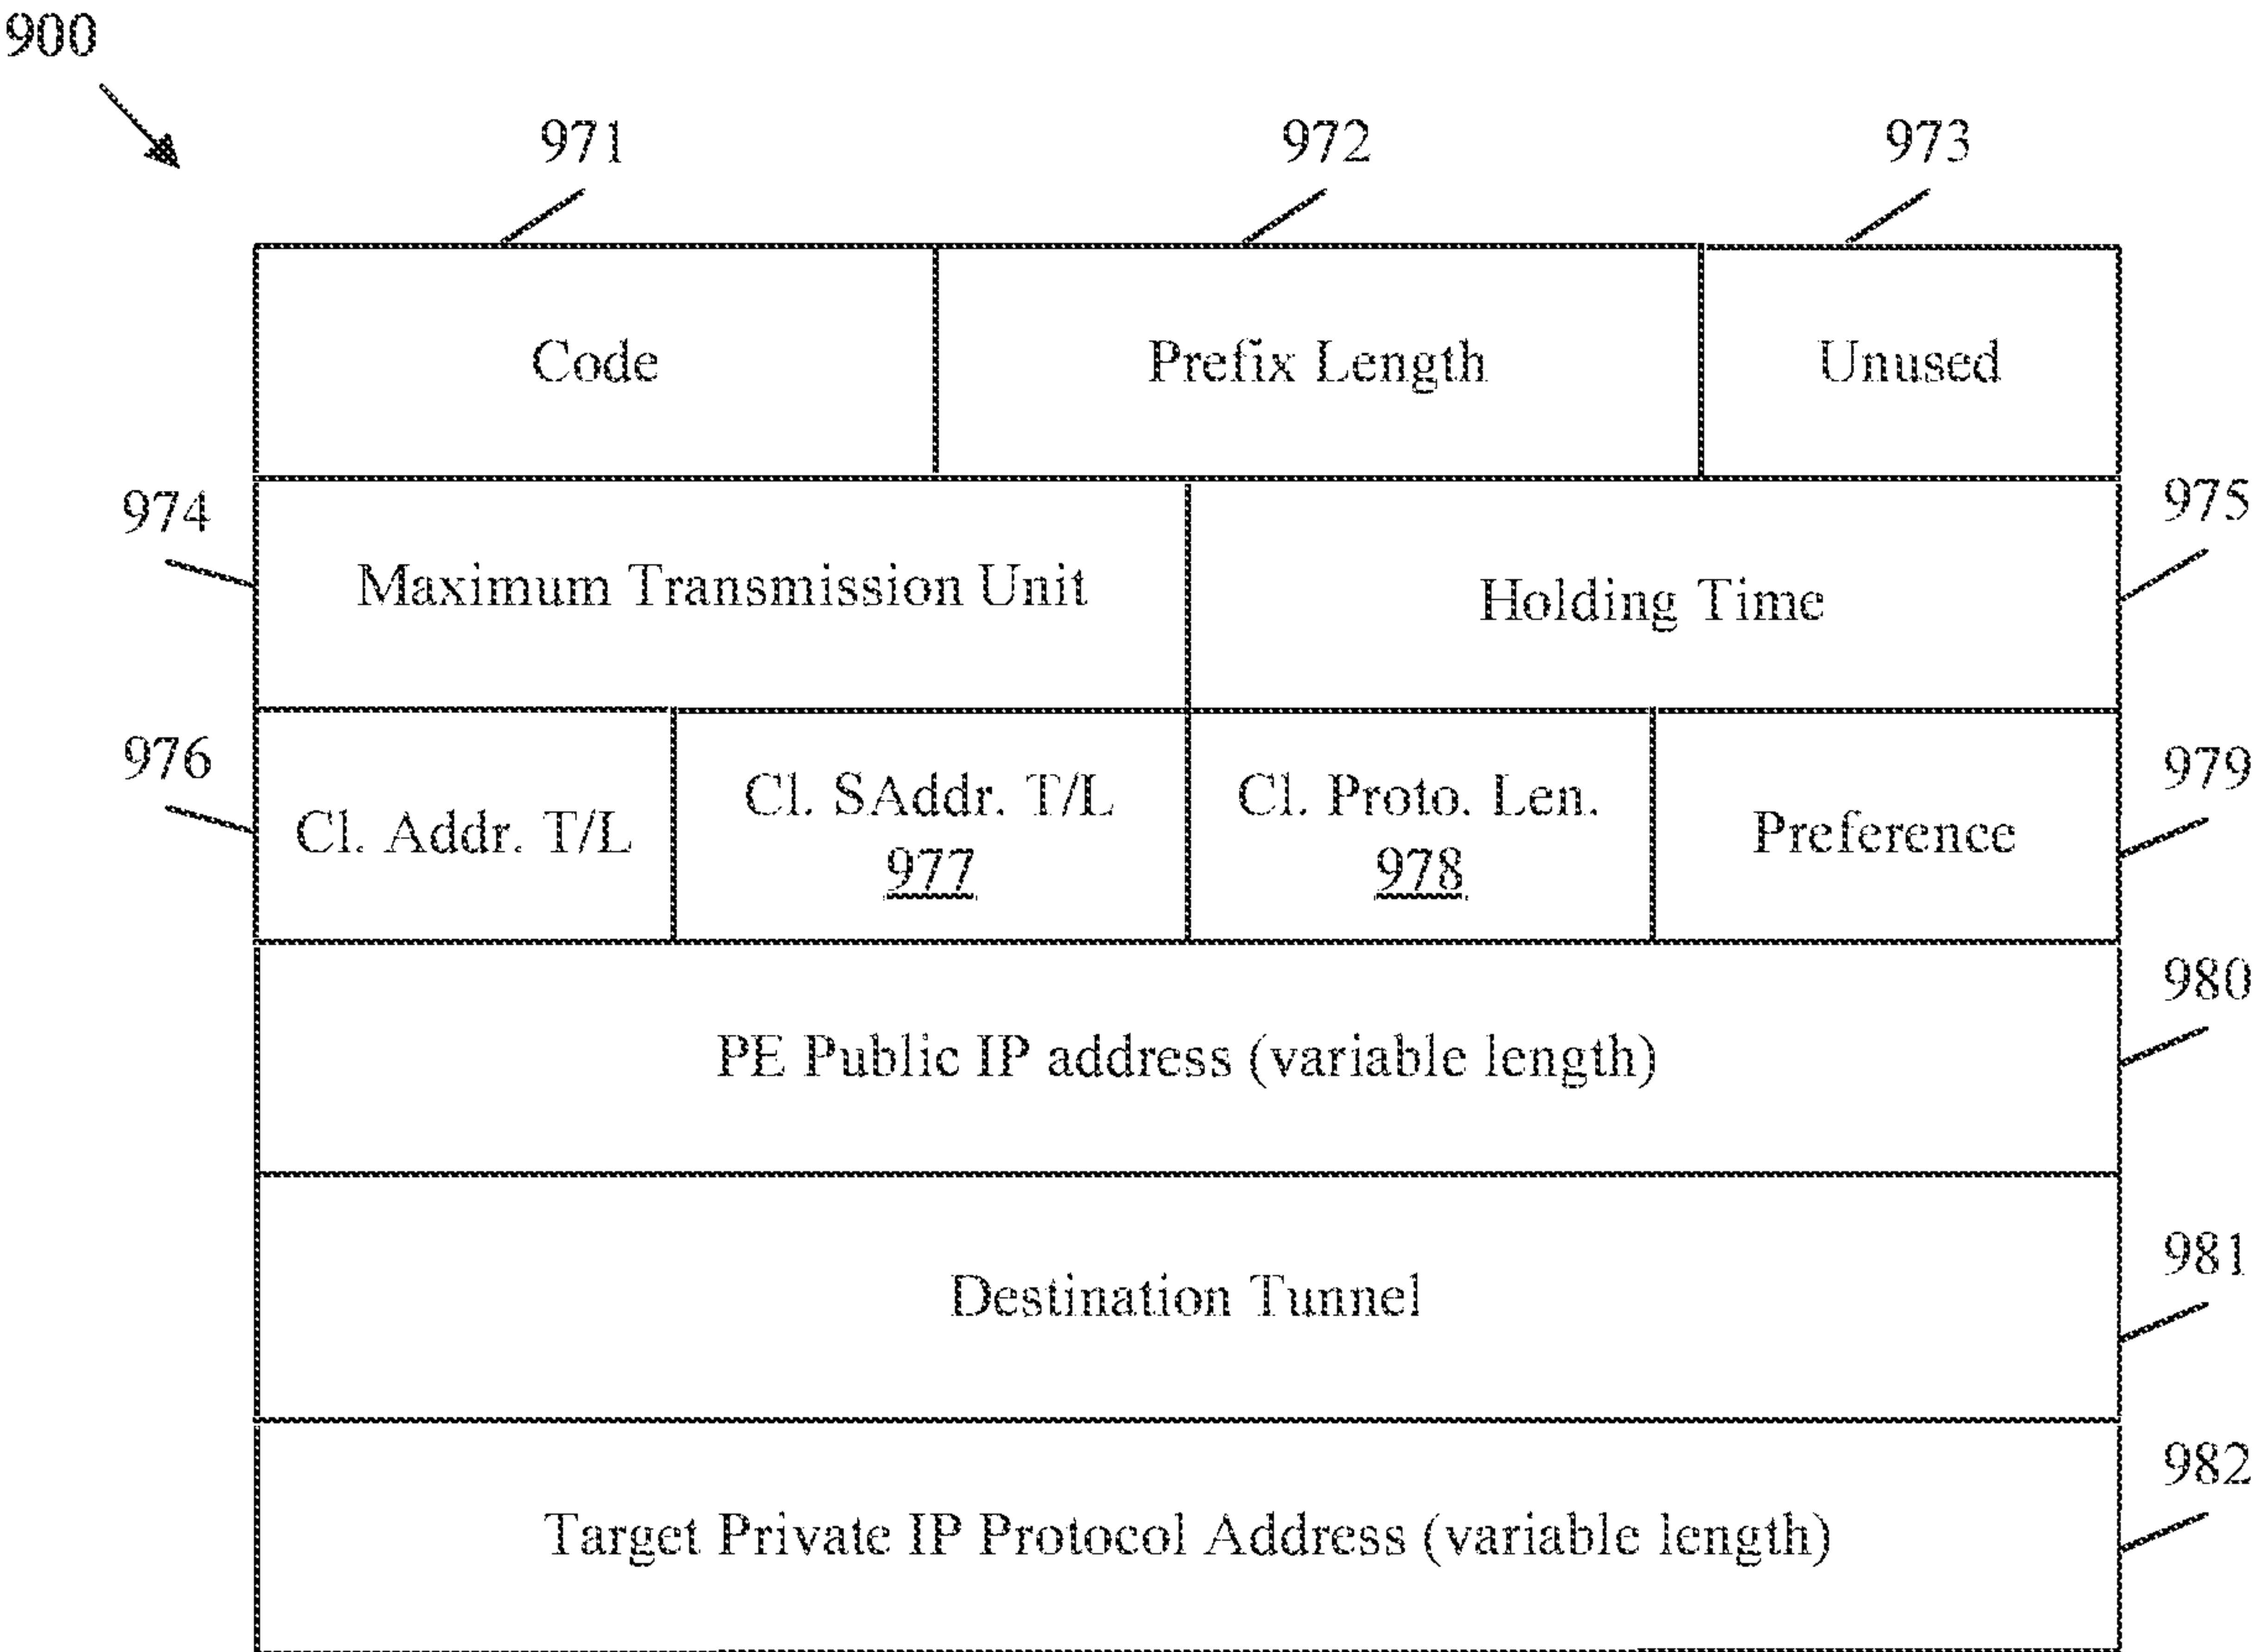 900
971
972
973
Code
Prefix Length
Unused
974
Maximum Transmission Unit
Holding Time
975
976
Cl. Addr. T/L
Cl. SAddr. T/L
977
Cl. Proto. Len.
978
Preference
979
PE Public IP address (variable length)
980
Destination Tunnel
981
Target Private IP Protocol Address (variable length)
982